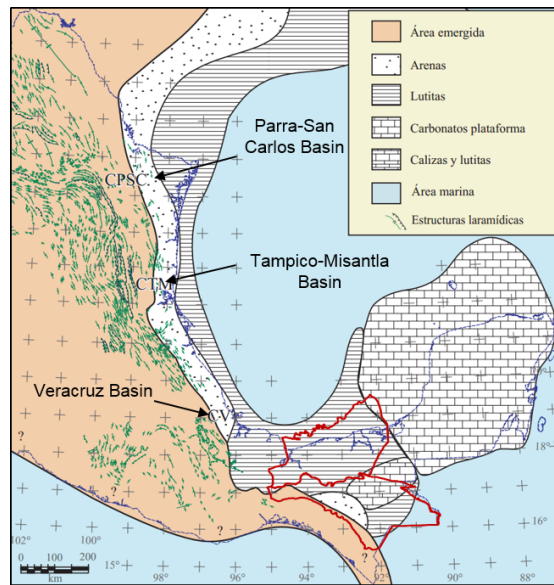 Área emergida
Arenas
Lutitas
Carbonatos plataforma
Calizas y lutitas
Área marina
Estructuras laramídicas
Parra-San
Carlos Basin
CPSC
Tampico-Misantla
Basin
CTM
Veracruz Basin
CV
18°
?
?
?
?
16°
102°
0 100 200
km
15°
98°
96°
94°
92°
90°
88°